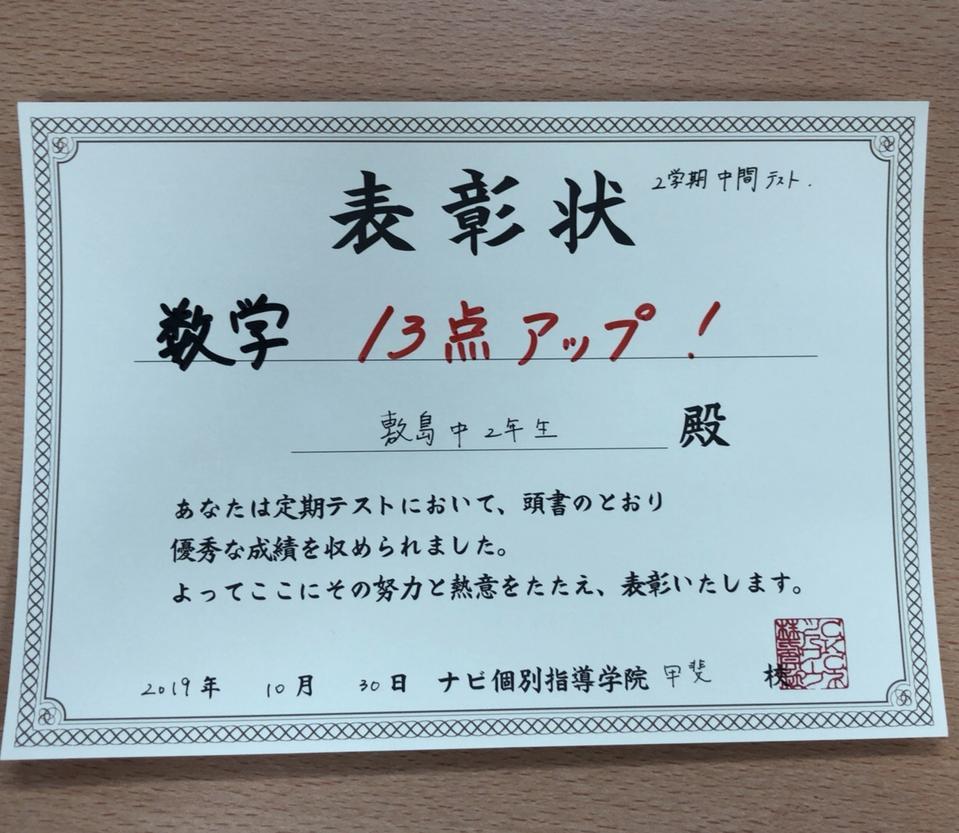 表彰状
2学期 中間 テスト.
数学 13点アップ!
敷島中2年生 殿
あなたは定期テストにおいて、頭書のとおり
優秀な成績を収められました。
よってここにその努力と熱意をたたえ、表彰いたします。
2019年 10月 30日 ナビ個別指導学院 甲斐 校